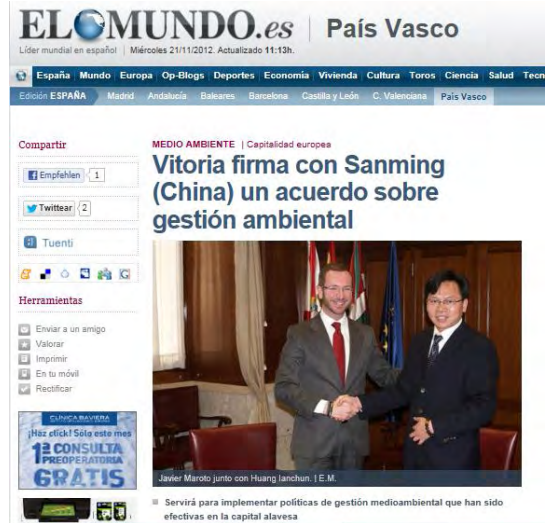 ELMUNDO.es | País Vasco
Líder mundial en español | Miércoles 21/11/2012. Actualizado 11:13h.
España Mundo Europa Op-Blogs Deportes Economía Vivienda Cultura Toros Ciencia Salud Tecn
Edición ESPAÑA Madrid Andalucía Baleares Barcelona Castilla y León C. Valenciana País Vasco
Compartir
Empfehlen 1
Twittear 2
Tuenti
Herramientas
Enviar a un amigo
Valorar
Imprimir
En tu móvil
Rectificar
CLINICA BAVIERA
¡Haz click! Sólo este mes
1ª CONSULTA
PREOPERATORIA
GRATIS
MEDIO AMBIENTE | Capitalidad europea
Vitoria firma con Sanming
(China) un acuerdo sobre
gestión ambiental
Javier Maroto junto con Huang Ianchun. | E.M.
Servirá para implementar políticas de gestión medioambiental que han sido
efectivas en la capital alavesa